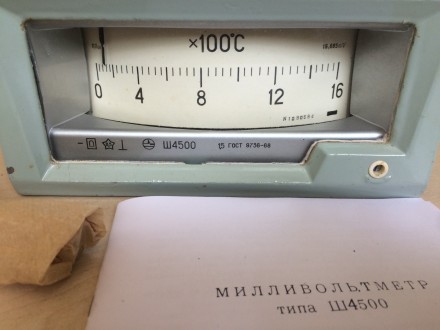 ×100°C
0 4 8 12 16
Ш4500
ГОСТ 9736-68
МИЛЛИВОЛЬТМЕТР
типа Ш4500